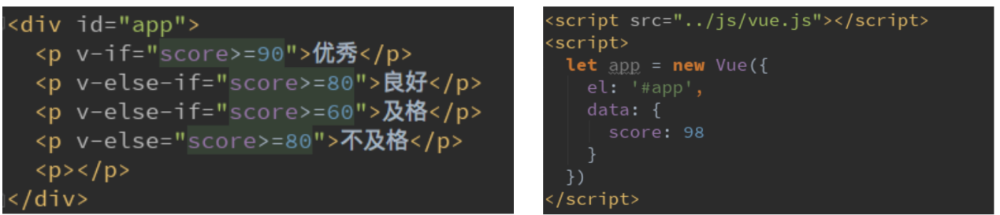 <div id="app">
  <p v-if="score>=90">优秀</p>
  <p v-else-if="score>=80">良好</p>
  <p v-else-if="score>=60">及格</p>
  <p v-else="score>=80">不及格</p>
  <p></p>
</div>
<script src="../js/vue.js"></script>
<script>
  let app = new Vue({
    el: '#app',
    data: {
      score: 98
    }
  })
</script>